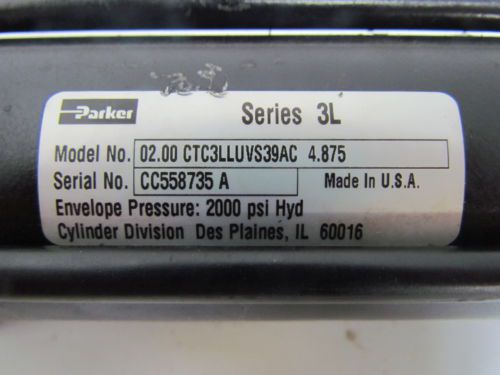 Parker Series 3L
Model No. 02.00 CTC3LLUVS39AC 4.875
Serial No. CC558735 A Made In U.S.A.
Envelope Pressure: 2000 psi Hyd
Cylinder Division Des Plaines, IL 60016